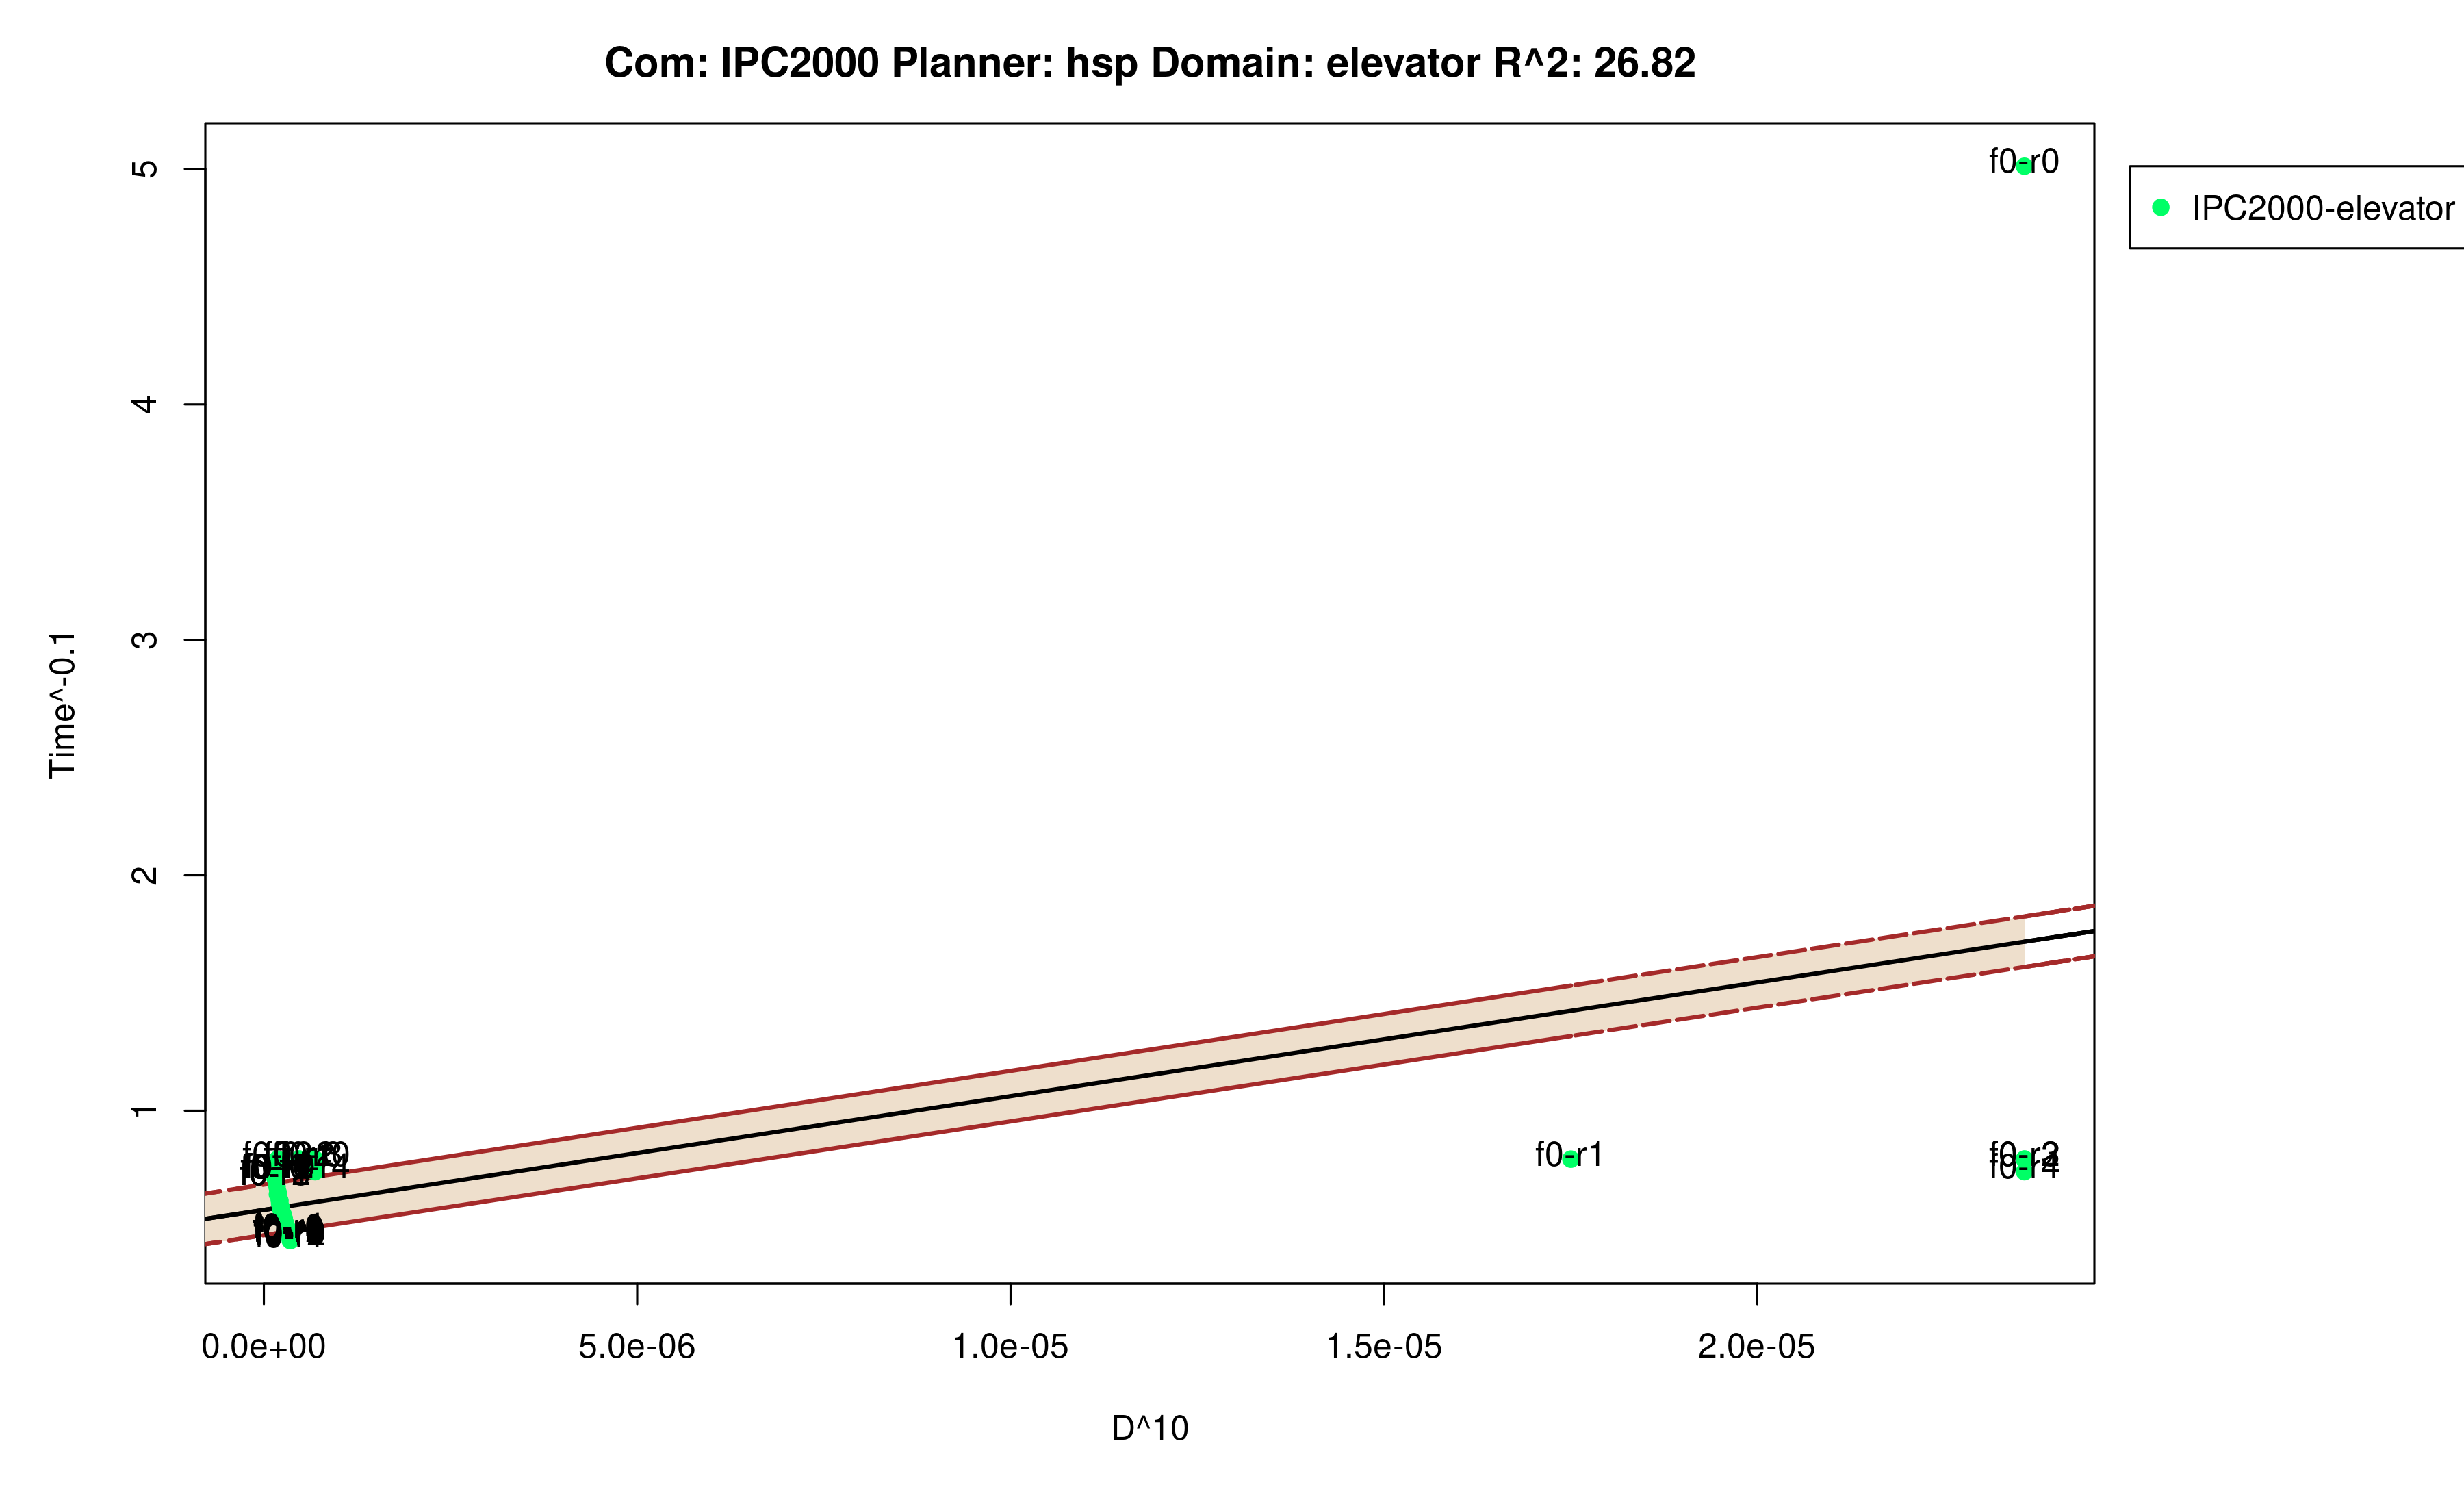 Com: IPC2000 Planner: hsp Domain: elevator R^2: 26.82
f0-r0
IPC2000-elevator
5
4
3
2
1
Time^-0.1
f0-r1
f0-r4
0.0e+00
5.0e-06
1.0e-05
1.5e-05
2.0e-05
D^10